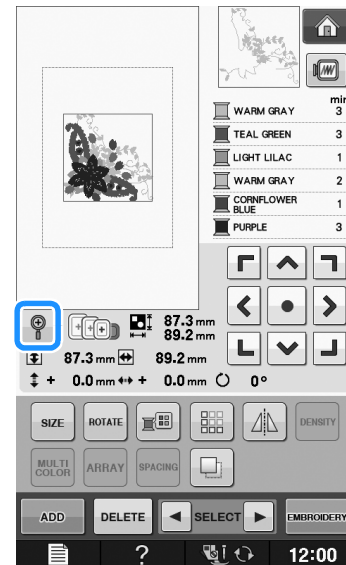 min
WARM GRAY 3
TEAL GREEN 3
LIGHT LILAC 1
WARM GRAY 2
CORNFLOWER
BLUE 1
PURPLE 3
87.3 mm
89.2 mm
87.3 mm 89.2 mm
+ 0.0 mm + 0.0 mm 0°
SIZE ROTATE DENSITY
MULTI
COLOR ARRAY SPACING
ADD DELETE SELECT EMBROIDERY
? 12:00